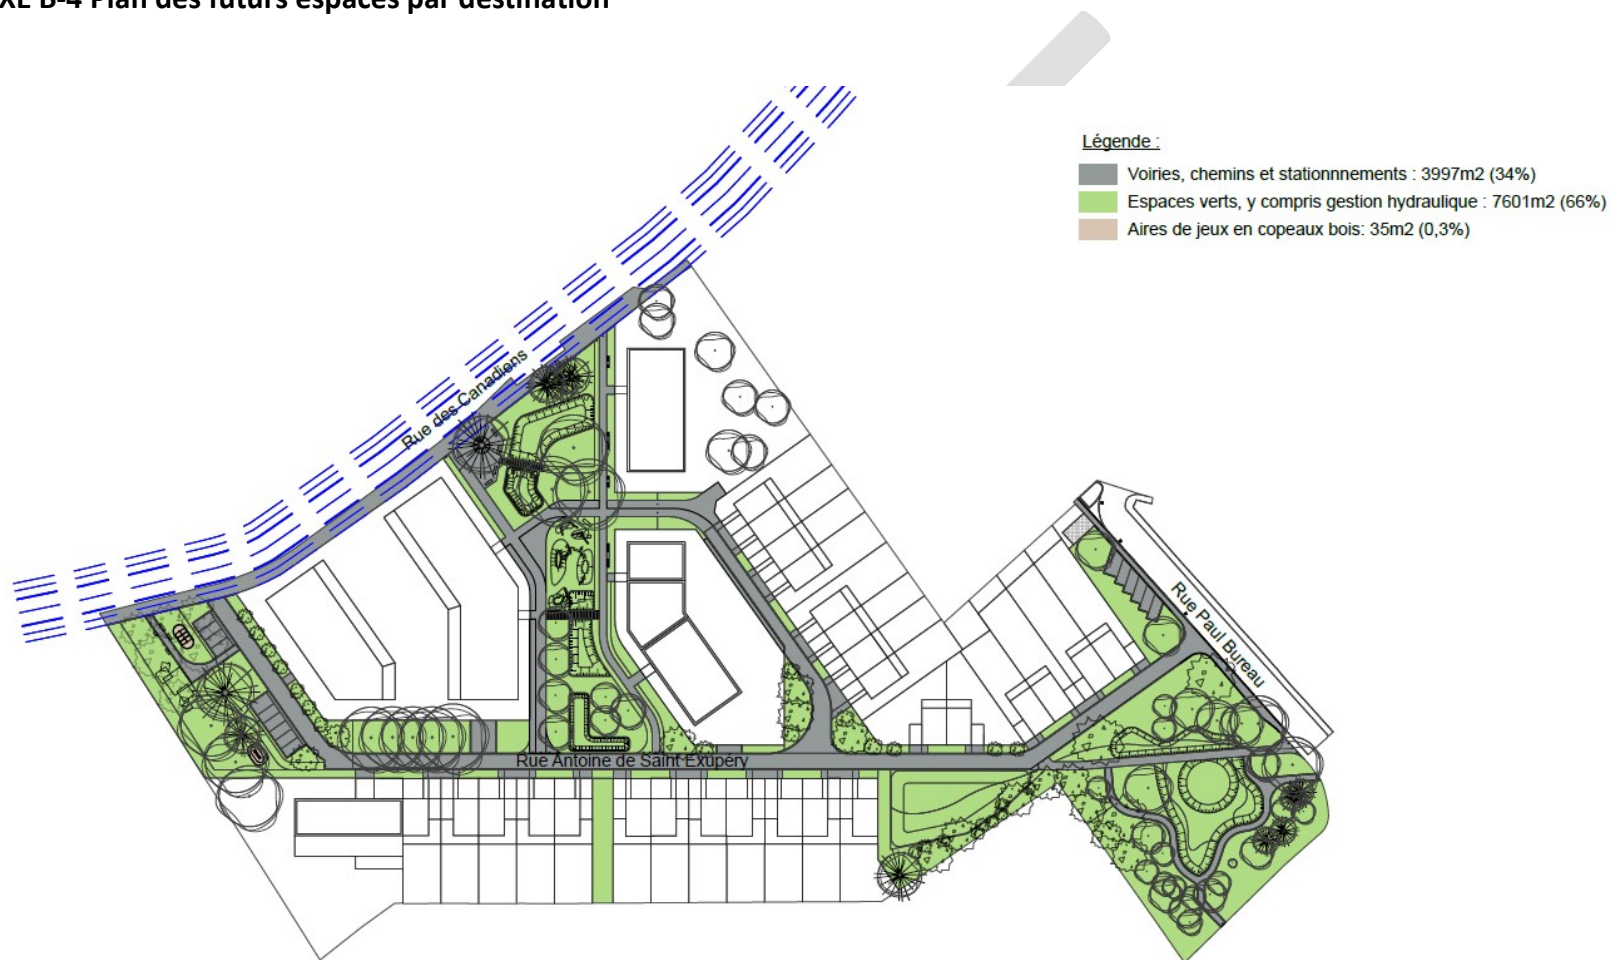 XE B-4 Plan des futurs espaces par destination
Légende :
Voiries, chemins et stationnnements : 3997m2 (34%)
Espaces verts, y compris gestion hydraulique : 7601m2 (66%)
Aires de jeux en copeaux bois: 35m2 (0,3%)
Rue des Canadiens
Rue Paul Bureau
Rue Antoine de Saint Exupéry